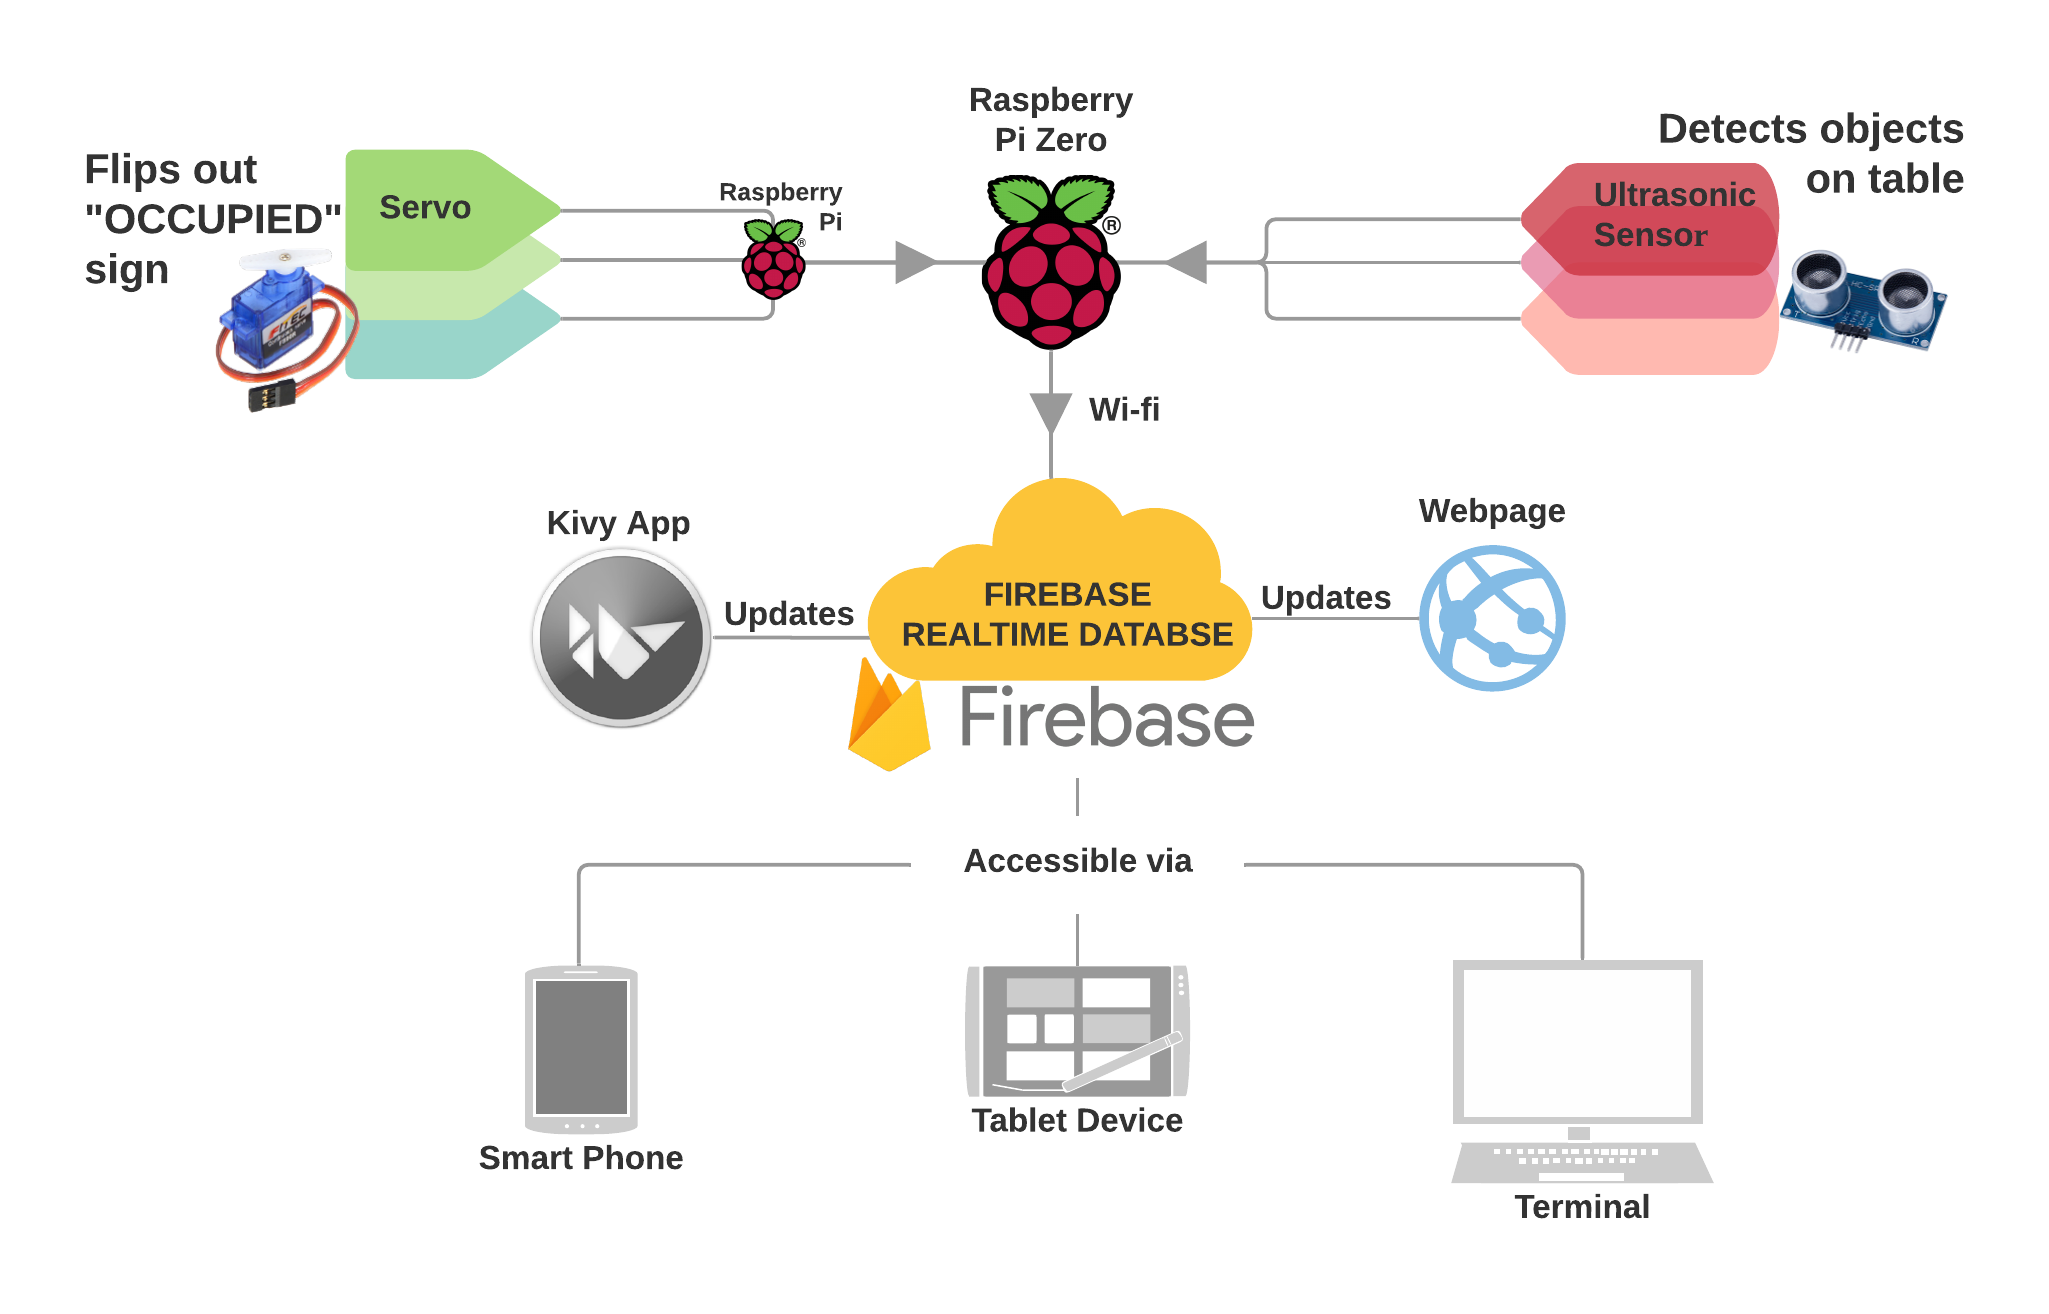 Raspberry
Pi Zero
Detects objects
on table
Flips out
"OCCUPIED"
sign
Servo
Raspberry
Pi
®
®
Ultrasonic
Sensor
Wi-fi
Kivy App
Webpage
Updates
FIREBASE
REALTIME DATABSE
Updates
Firebase
Accessible via
Smart Phone
Tablet Device
Terminal